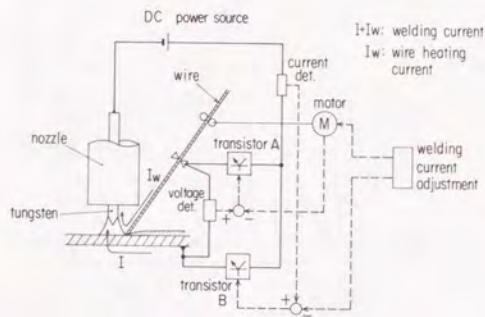 DC power source
I+Iw: welding current
Iw: wire heating
current
current
det.
wire
motor
M
nozzle
transistor A
welding
current
adjustment
Iw
voltage
det.
+
−
tungsten
I
transistor
B
+
−